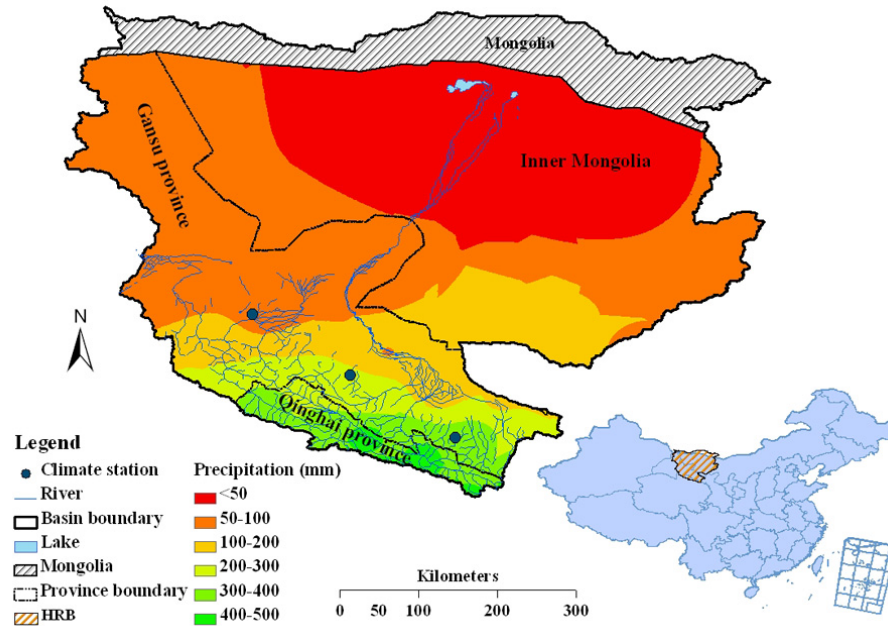 Mongolia
Gansu province
Inner Mongolia
N
Qinghai province
Legend
Climate station
River
Basin boundary
Lake
Mongolia
Province boundary
HRB
Precipitation (mm)
<50
50-100
100-200
200-300
300-400
400-500
Kilometers
0 50 100 200 300